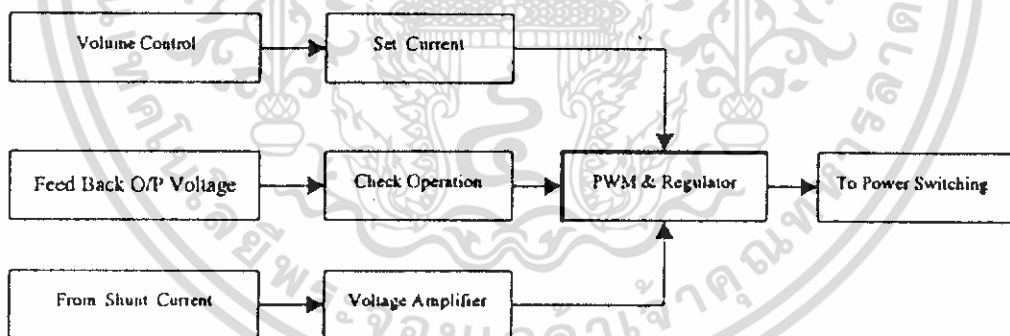 Volume Control
Set Current
Feed Back O/P Voltage
Check Operation
PWM & Regulator
To Power Switching
From Shunt Current
Voltage Amplifier